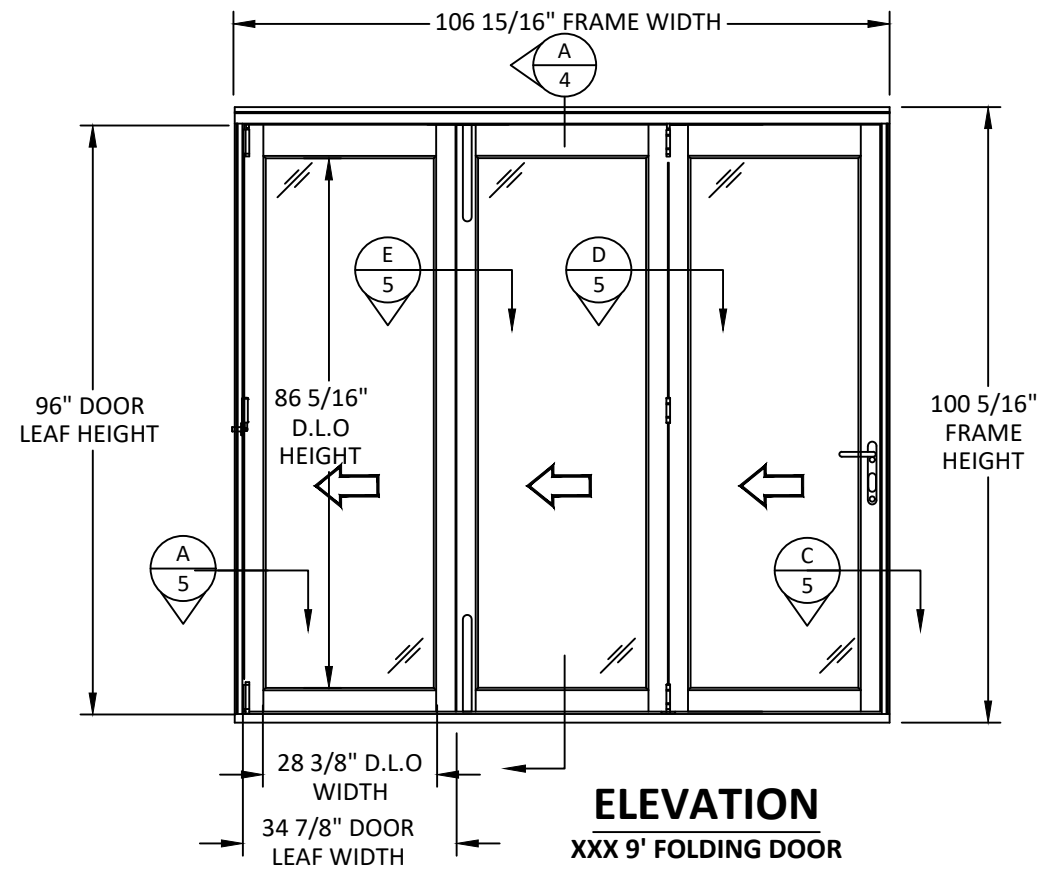 106 15/16" FRAME WIDTH
A
4
E
5
D
5
96" DOOR
LEAF HEIGHT
86 5/16"
D.L.O
HEIGHT
100 5/16"
FRAME
HEIGHT
A
5
C
5
28 3/8" D.L.O
WIDTH
34 7/8" DOOR
LEAF WIDTH
ELEVATION
XXX 9' FOLDING DOOR